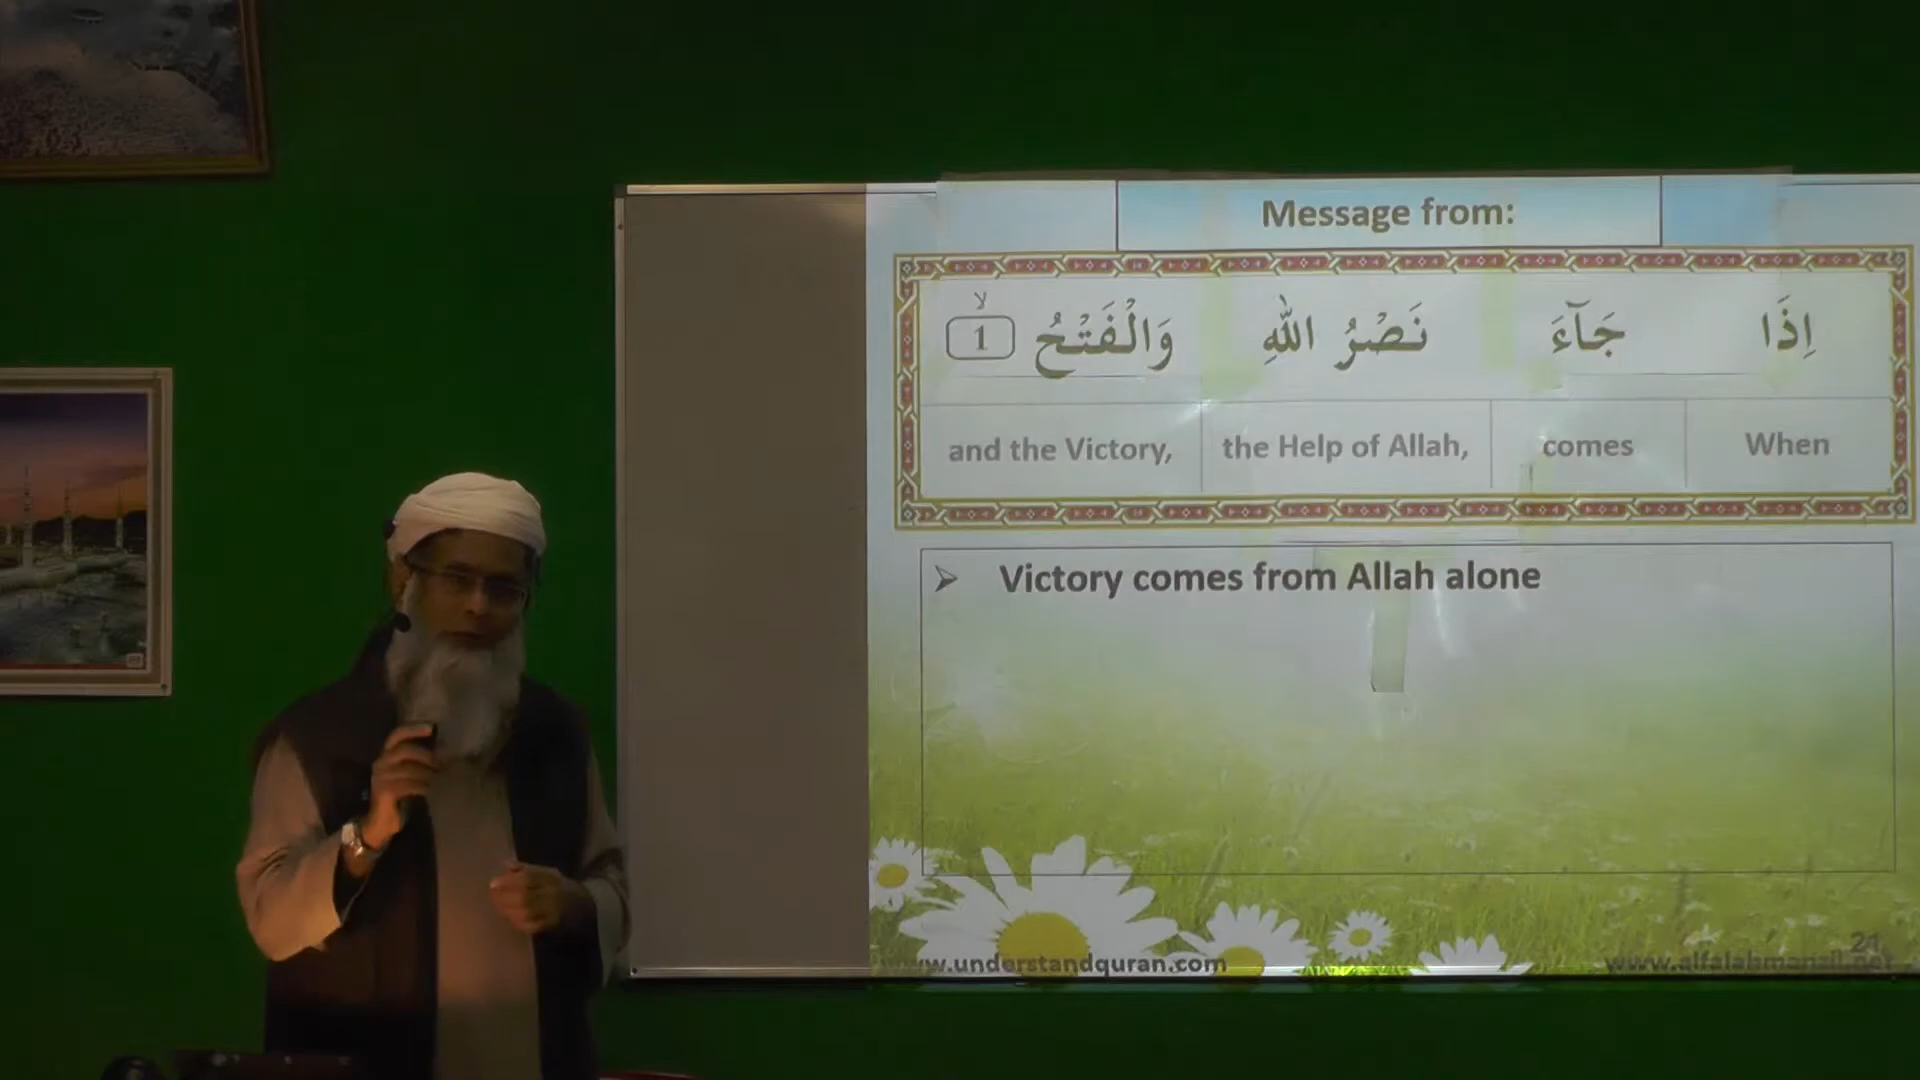 Message from:
اِذَا جَآءَ نَصْرُ اللّٰهِ وَالْفَتْحُ ۙ 1
When comes the Help of Allah, and the Victory,
➢ Victory comes from Allah alone
www.understandquran.com
www.alfalahmanzil.net
21